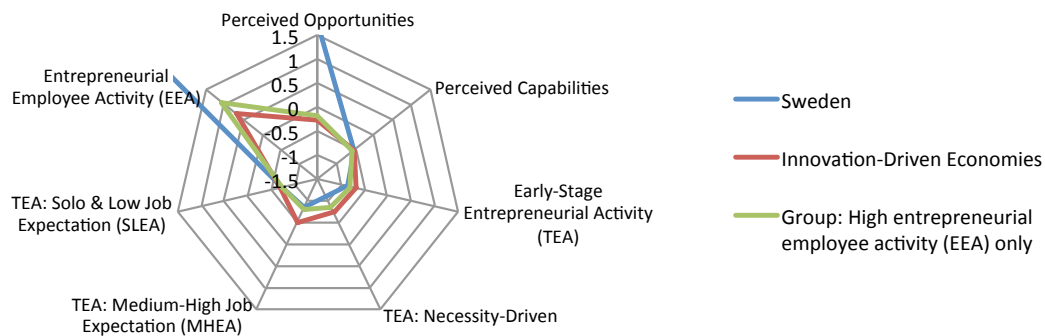 Perceived Opportunities
1.5
1
0.5
0
-0.5
-1
-1.5
Perceived Capabilities
Early-Stage
Entrepreneurial Activity
(TEA)
TEA: Necessity-Driven
TEA: Medium-High Job
Expectation (MHEA)
TEA: Solo & Low Job
Expectation (SLEA)
Entrepreneurial
Employee Activity (EEA)
Sweden
Innovation-Driven Economies
Group: High entrepreneurial
employee activity (EEA) only